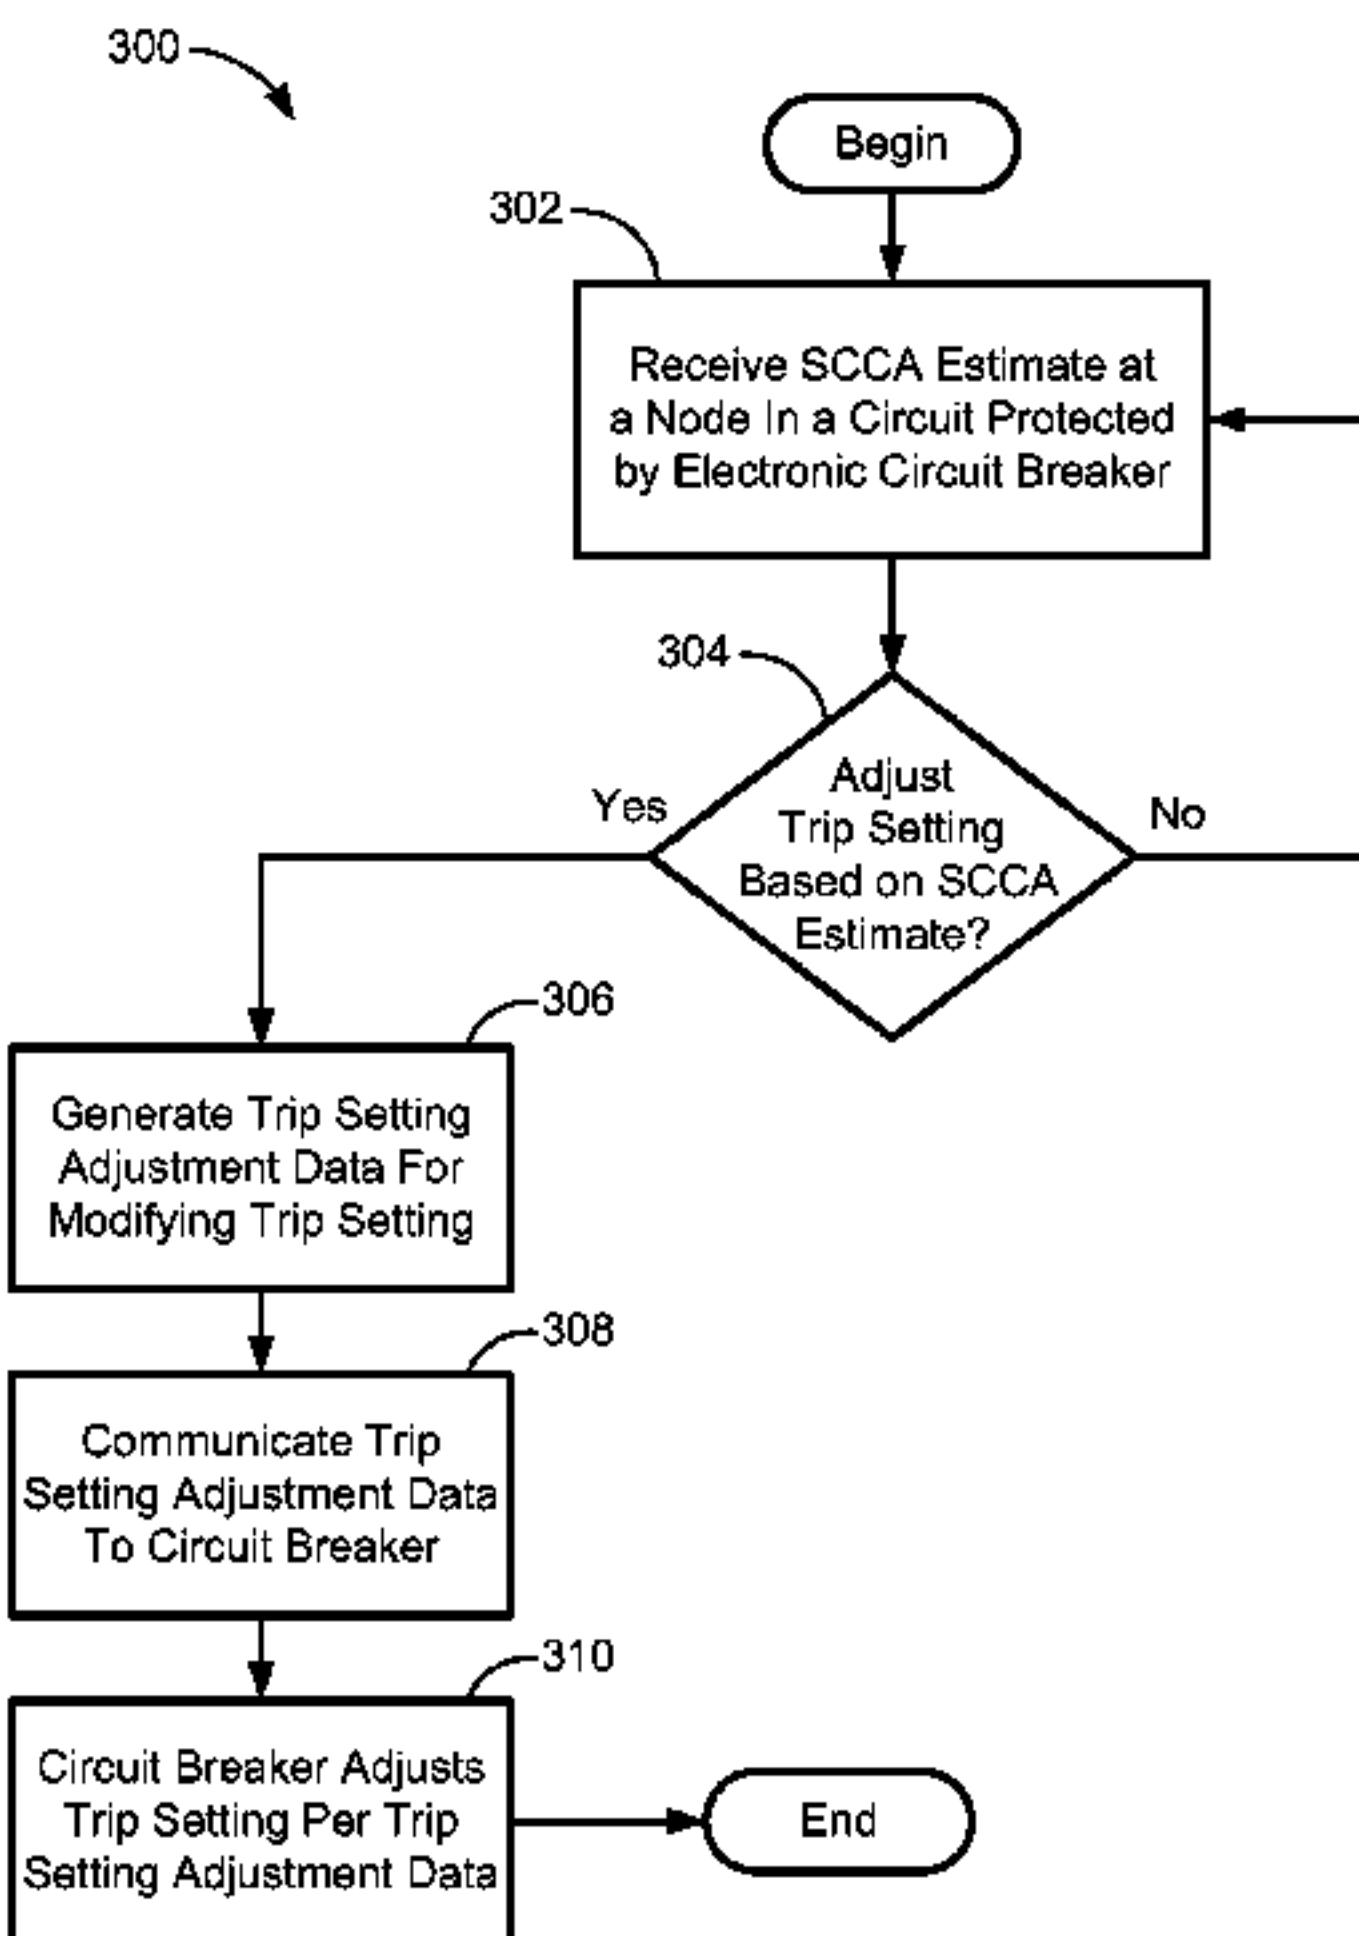 300
Begin
302
Receive SCCA Estimate at
a Node In a Circuit Protected
by Electronic Circuit Breaker
304
Adjust
Trip Setting
Based on SCCA
Estimate?
Yes
No
306
Generate Trip Setting
Adjustment Data For
Modifying Trip Setting
308
Communicate Trip
Setting Adjustment Data
To Circuit Breaker
310
Circuit Breaker Adjusts
Trip Setting Per Trip
Setting Adjustment Data
End